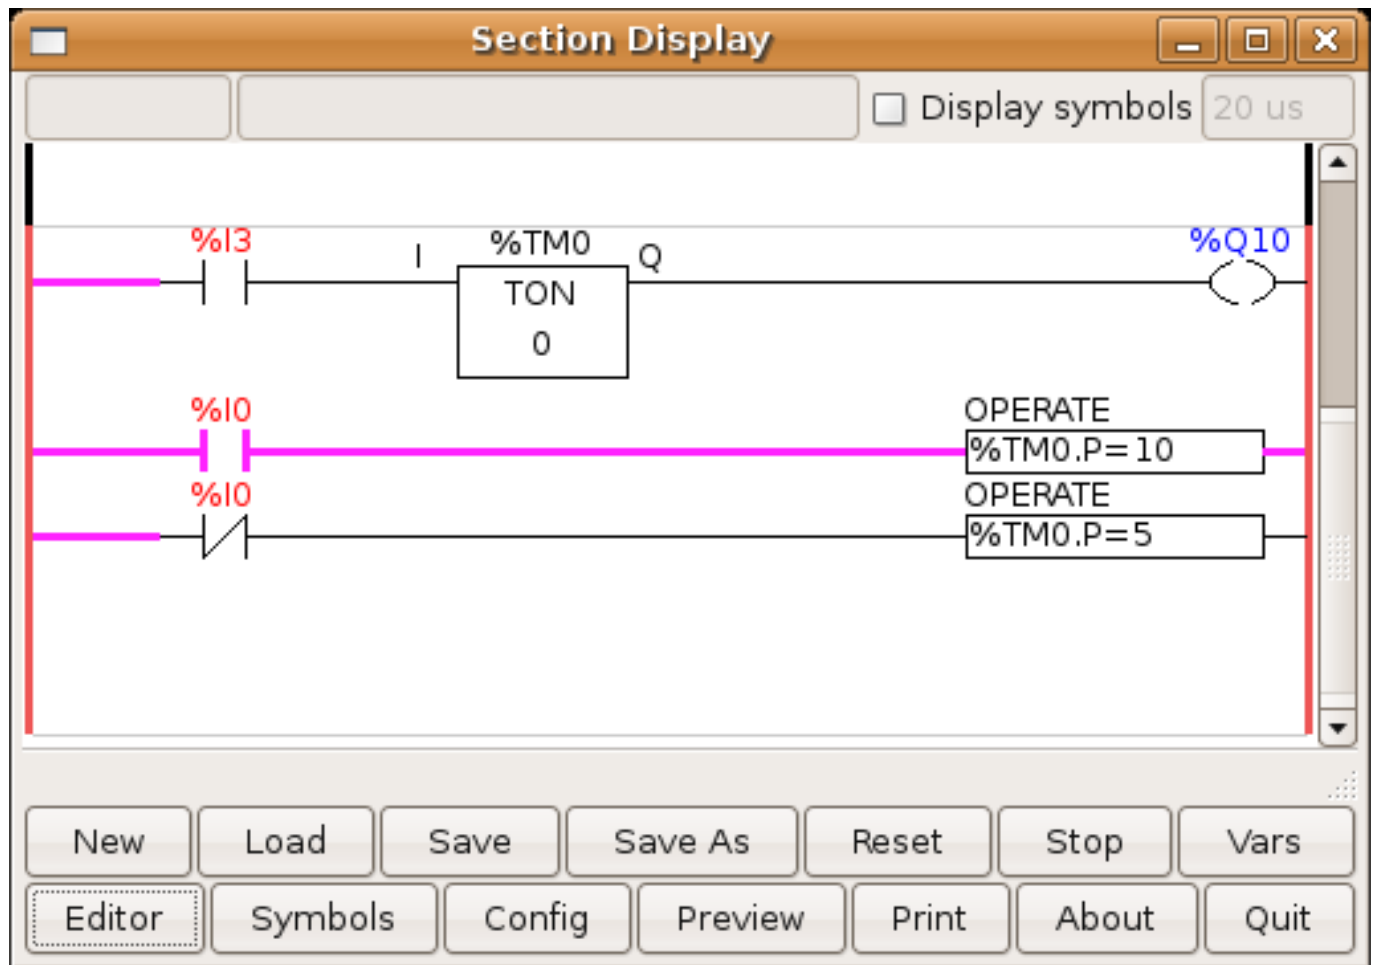 Section Display
Display symbols 20 us
%I3 I %TM0 Q %Q10
TON
0
%I0 OPERATE
%TM0.P=10
%I0 OPERATE
%TM0.P=5
New Load Save Save As Reset Stop Vars
Editor Symbols Config Preview Print About Quit